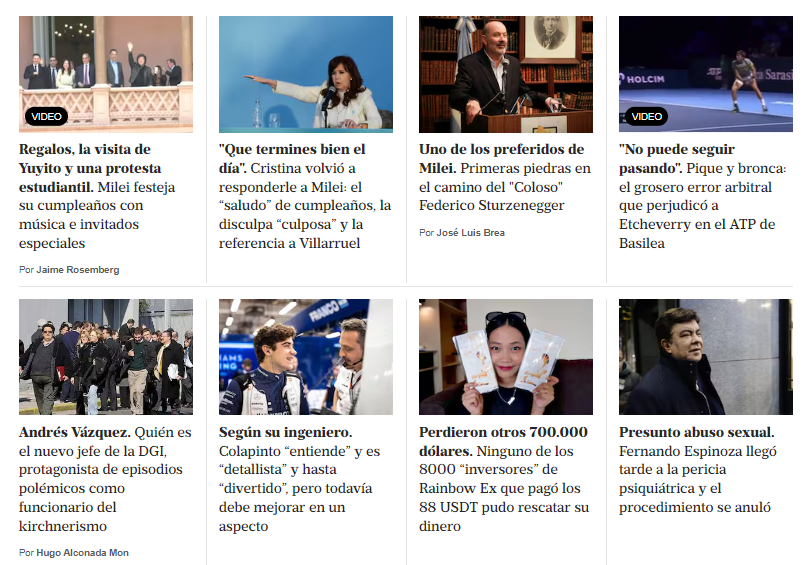 VIDEO
Regalos, la visita de
Yuyito y una protesta
estudiantil. Milei festeja
su cumpleaños con
música e invitados
especiales
Por Jaime Rosemberg
"Que termines bien el
día". Cristina volvió a
responderle a Milei: el
“saludo” de cumpleaños, la
disculpa “culposa” y la
referencia a Villarruel
Uno de los preferidos de
Milei. Primeras piedras en
el camino del "Coloso"
Federico Sturzenegger
Por José Luis Brea
HOLCIM
ATP
Sarasi
VIDEO
"No puede seguir
pasando". Pique y bronca:
el grosero error arbitral
que perjudicó a
Etcheverry en el ATP de
Basilea
Andrés Vázquez. Quién es
el nuevo jefe de la DGI,
protagonista de episodios
polémicos como
funcionario del
kirchnerismo
Por Hugo Alconada Mon
FRANCO
AMS
Según su ingeniero.
Colapinto “entiende” y es
“detallista” y hasta
“divertido”, pero todavía
debe mejorar en un
aspecto
Perdieron otros 700.000
dólares. Ninguno de los
8000 “inversores” de
Rainbow Ex que pagó los
88 USDT pudo rescatar su
dinero
Presunto abuso sexual.
Fernando Espinoza llegó
tarde a la pericia
psiquiátrica y el
procedimiento se anuló